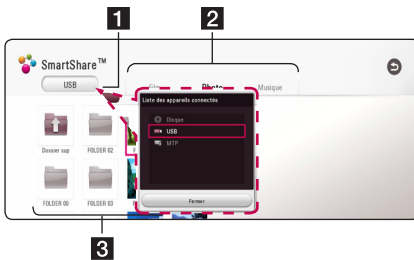 1
2
SmartShare™
USB
Photo
Musique
Liste des appareils connectés
Disque
USB
MTP
Fermer
Dossier sup
FOLDER 02
FOLDER 09
FOLDER 03
3